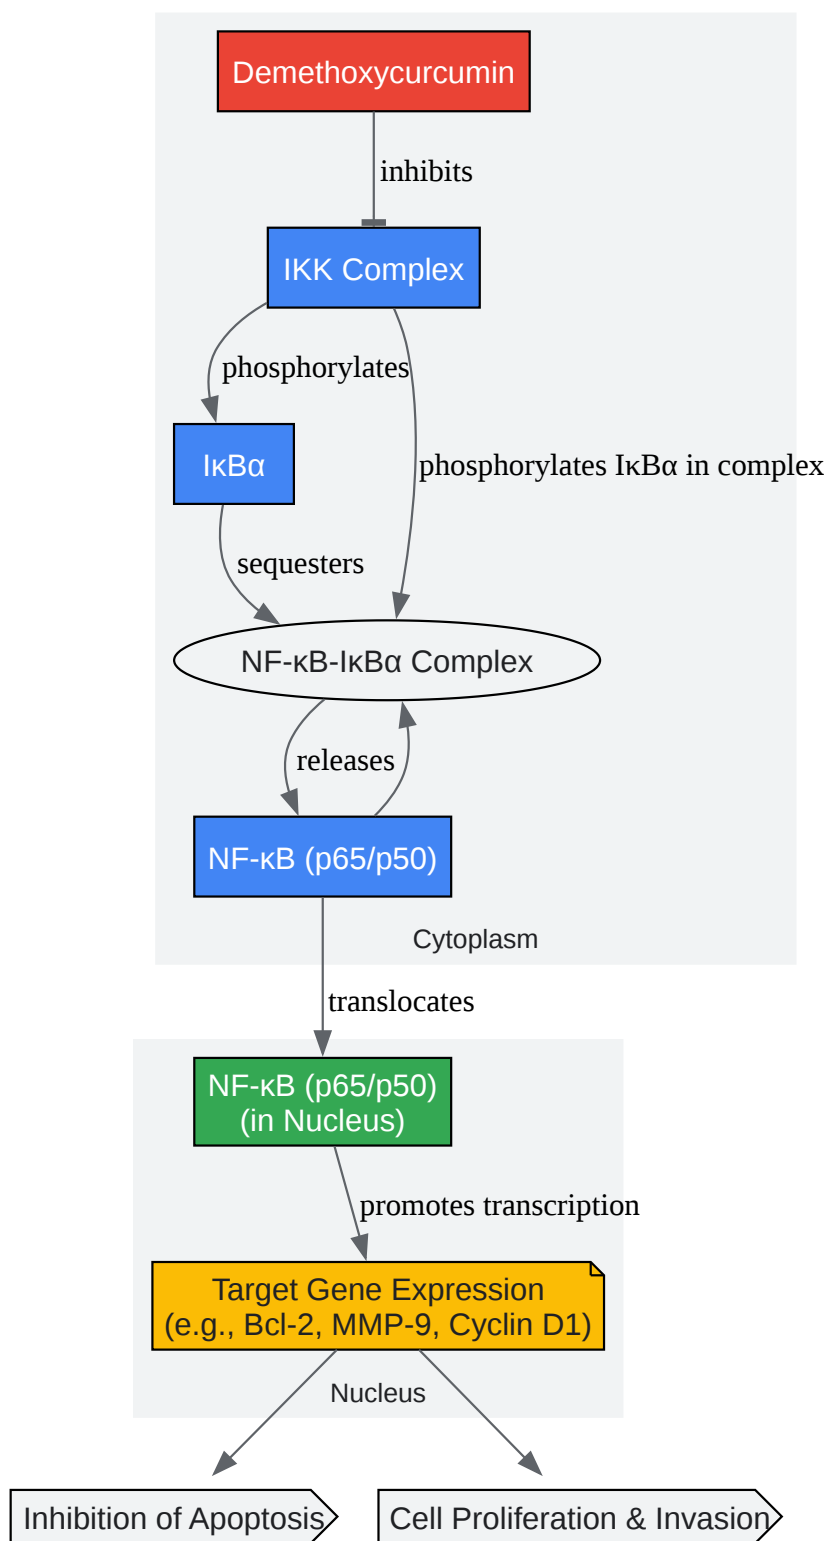 Demethoxycurcumin
inhibits
IKK Complex
phosphorylates
IκBα
phosphorylates IκBα in complex
sequesters
NF-κB-IκBα Complex
releases
NF-κB (p65/p50)
Cytoplasm
translocates
NF-κB (p65/p50)
(in Nucleus)
promotes transcription
Target Gene Expression
(e.g., Bcl-2, MMP-9, Cyclin D1)
Nucleus
Inhibition of Apoptosis
Cell Proliferation & Invasion